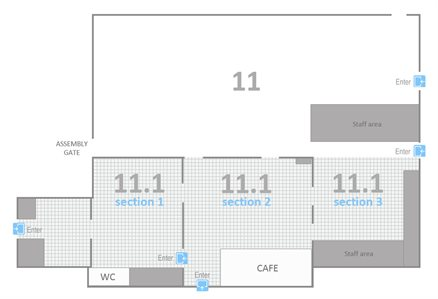 Enter
11
Staff area
ASSEMBLY
GATE
Enter
11.1
section 1
11.1
section 2
11.1
section 3
Enter
Enter
Staff area
CAFE
WC
Enter